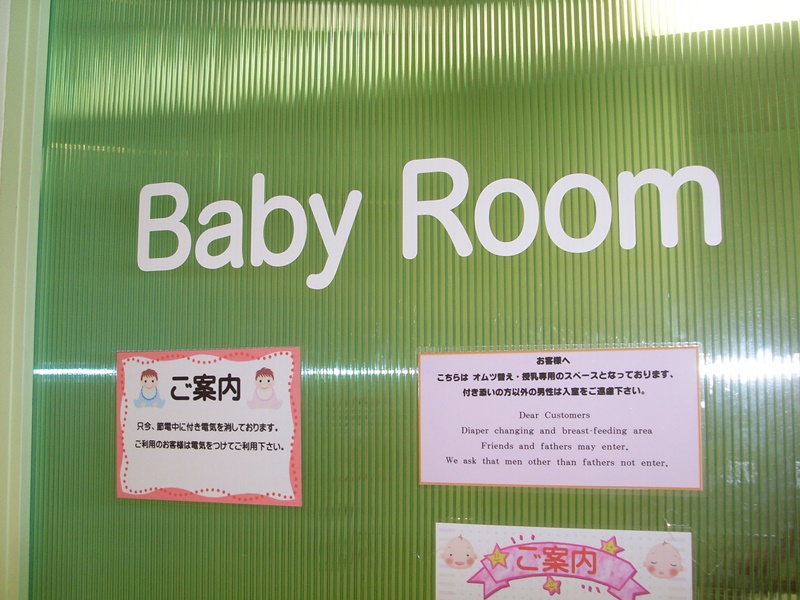 Baby Room
ご案内
只今、節電中に付き電気を消しております。
ご利用のお客様は電気をつけてご利用下さい。
お客様へ
こちらは オムツ替え・授乳専用のスペースとなっております、
付き添いの方以外の男性は入室をご遠慮下さい。
Dear Customers
Diaper changing and breast-feeding area
Friends and fathers may enter.
We ask that men other than fathers not enter.
ご案内